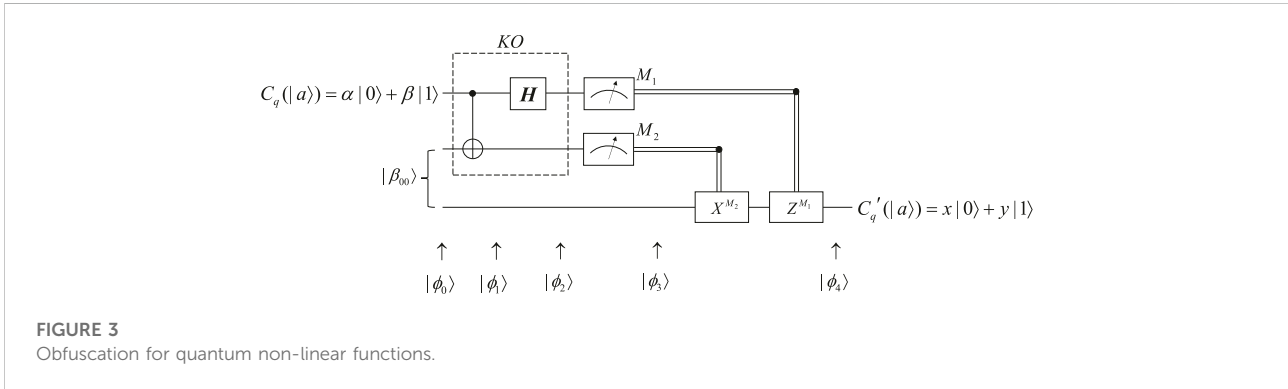 KO
C_q(|a⟩) = α|0⟩ + β|1⟩
H
M_1
M_2
|β_00⟩
X^{M_2}
Z^{M_1}
C_q'(|a⟩) = x|0⟩ + y|1⟩
|ϕ_0⟩ |ϕ_1⟩ |ϕ_2⟩ |ϕ_3⟩ |ϕ_4⟩
FIGURE 3
Obfuscation for quantum non-linear functions.